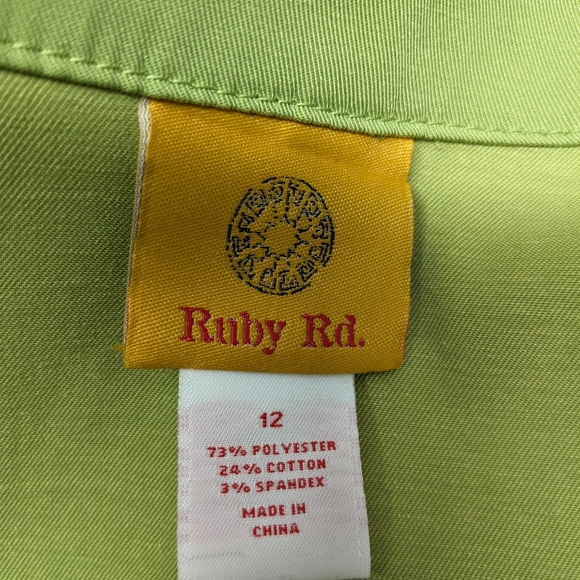 Ruby Rd.
12
73% POLYESTER
24% COTTON
3% SPANDEX
MADE IN
CHINA